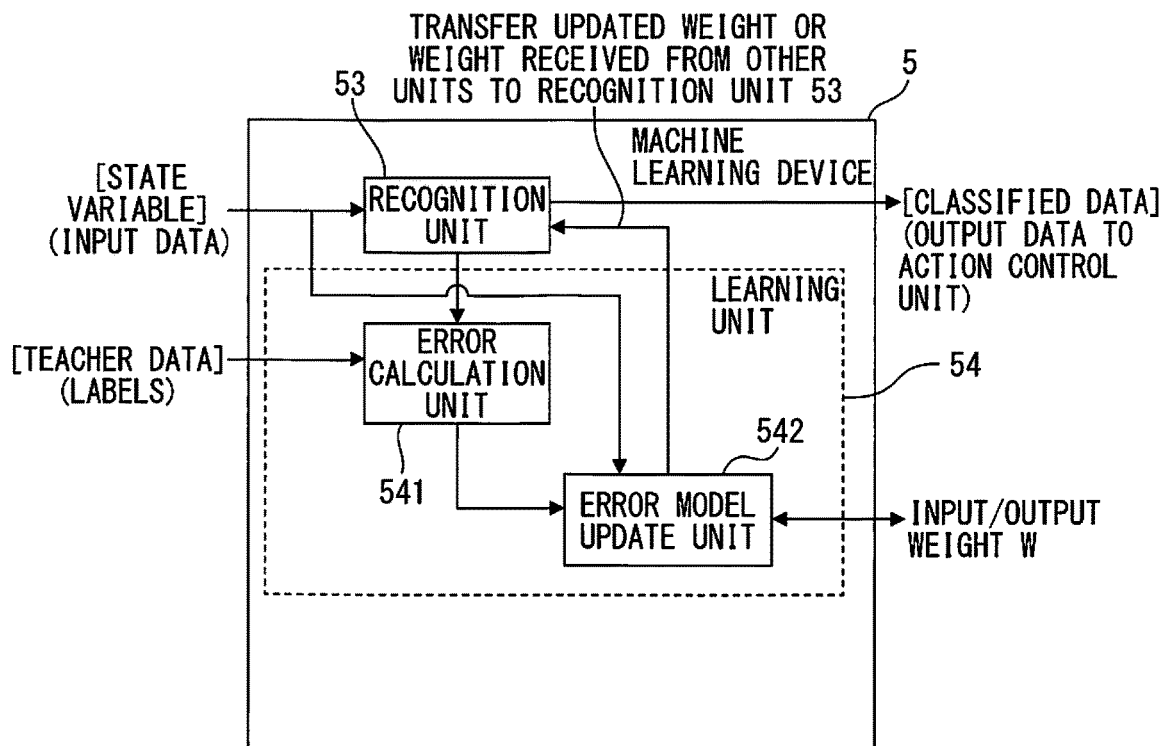 TRANSFER UPDATED WEIGHT OR
WEIGHT RECEIVED FROM OTHER
UNITS TO RECOGNITION UNIT 53
53
5
MACHINE
LEARNING DEVICE
[STATE
VARIABLE]
(INPUT DATA)
RECOGNITION
UNIT
[CLASSIFIED DATA]
(OUTPUT DATA TO
ACTION CONTROL
UNIT)
LEARNING
UNIT
[TEACHER DATA]
(LABELS)
ERROR
CALCULATION
UNIT
54
541
542
ERROR MODEL
UPDATE UNIT
INPUT/OUTPUT
WEIGHT W